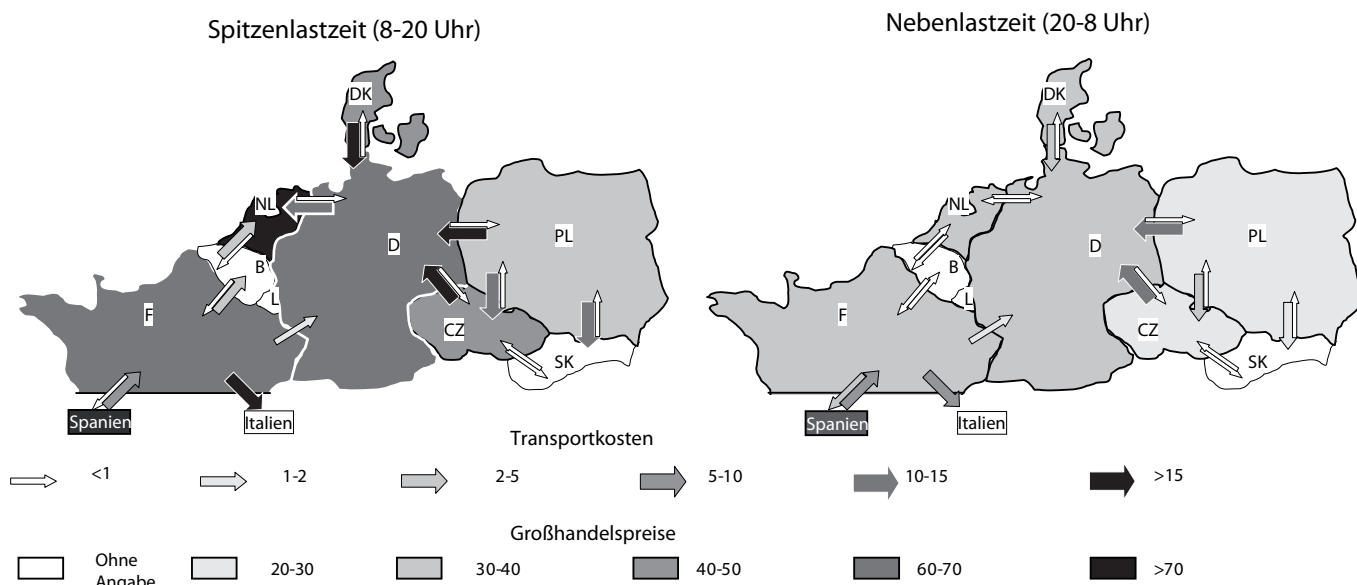 Spitzenlastzeit (8-20 Uhr)
Nebenlastzeit (20-8 Uhr)
DK
NL
D
PL
B
L
F
CZ
SK
Spanien
Italien
DK
NL
D
PL
B
L
F
CZ
SK
Spanien
Italien
Transportkosten
<1
1-2
2-5
5-10
10-15
>15
Großhandelspreise
Ohne
Angabe
20-30
30-40
40-50
60-70
>70